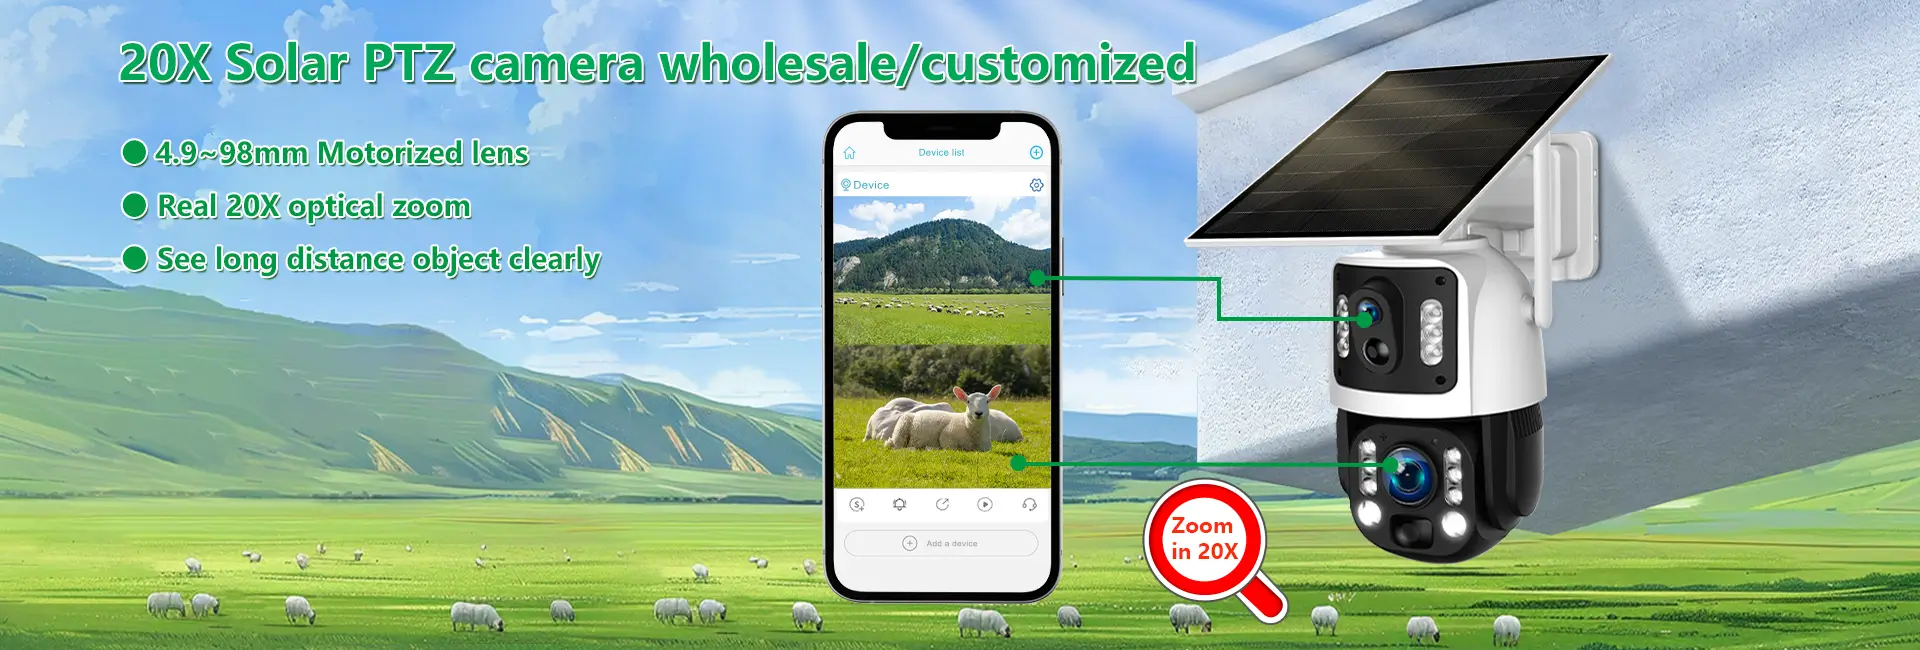 20X Solar PTZ camera wholesale/customized
4.9~98mm Motorized lens
Real 20X optical zoom
See long distance object clearly
Device list
Device
Add a device
Zoom
in 20X